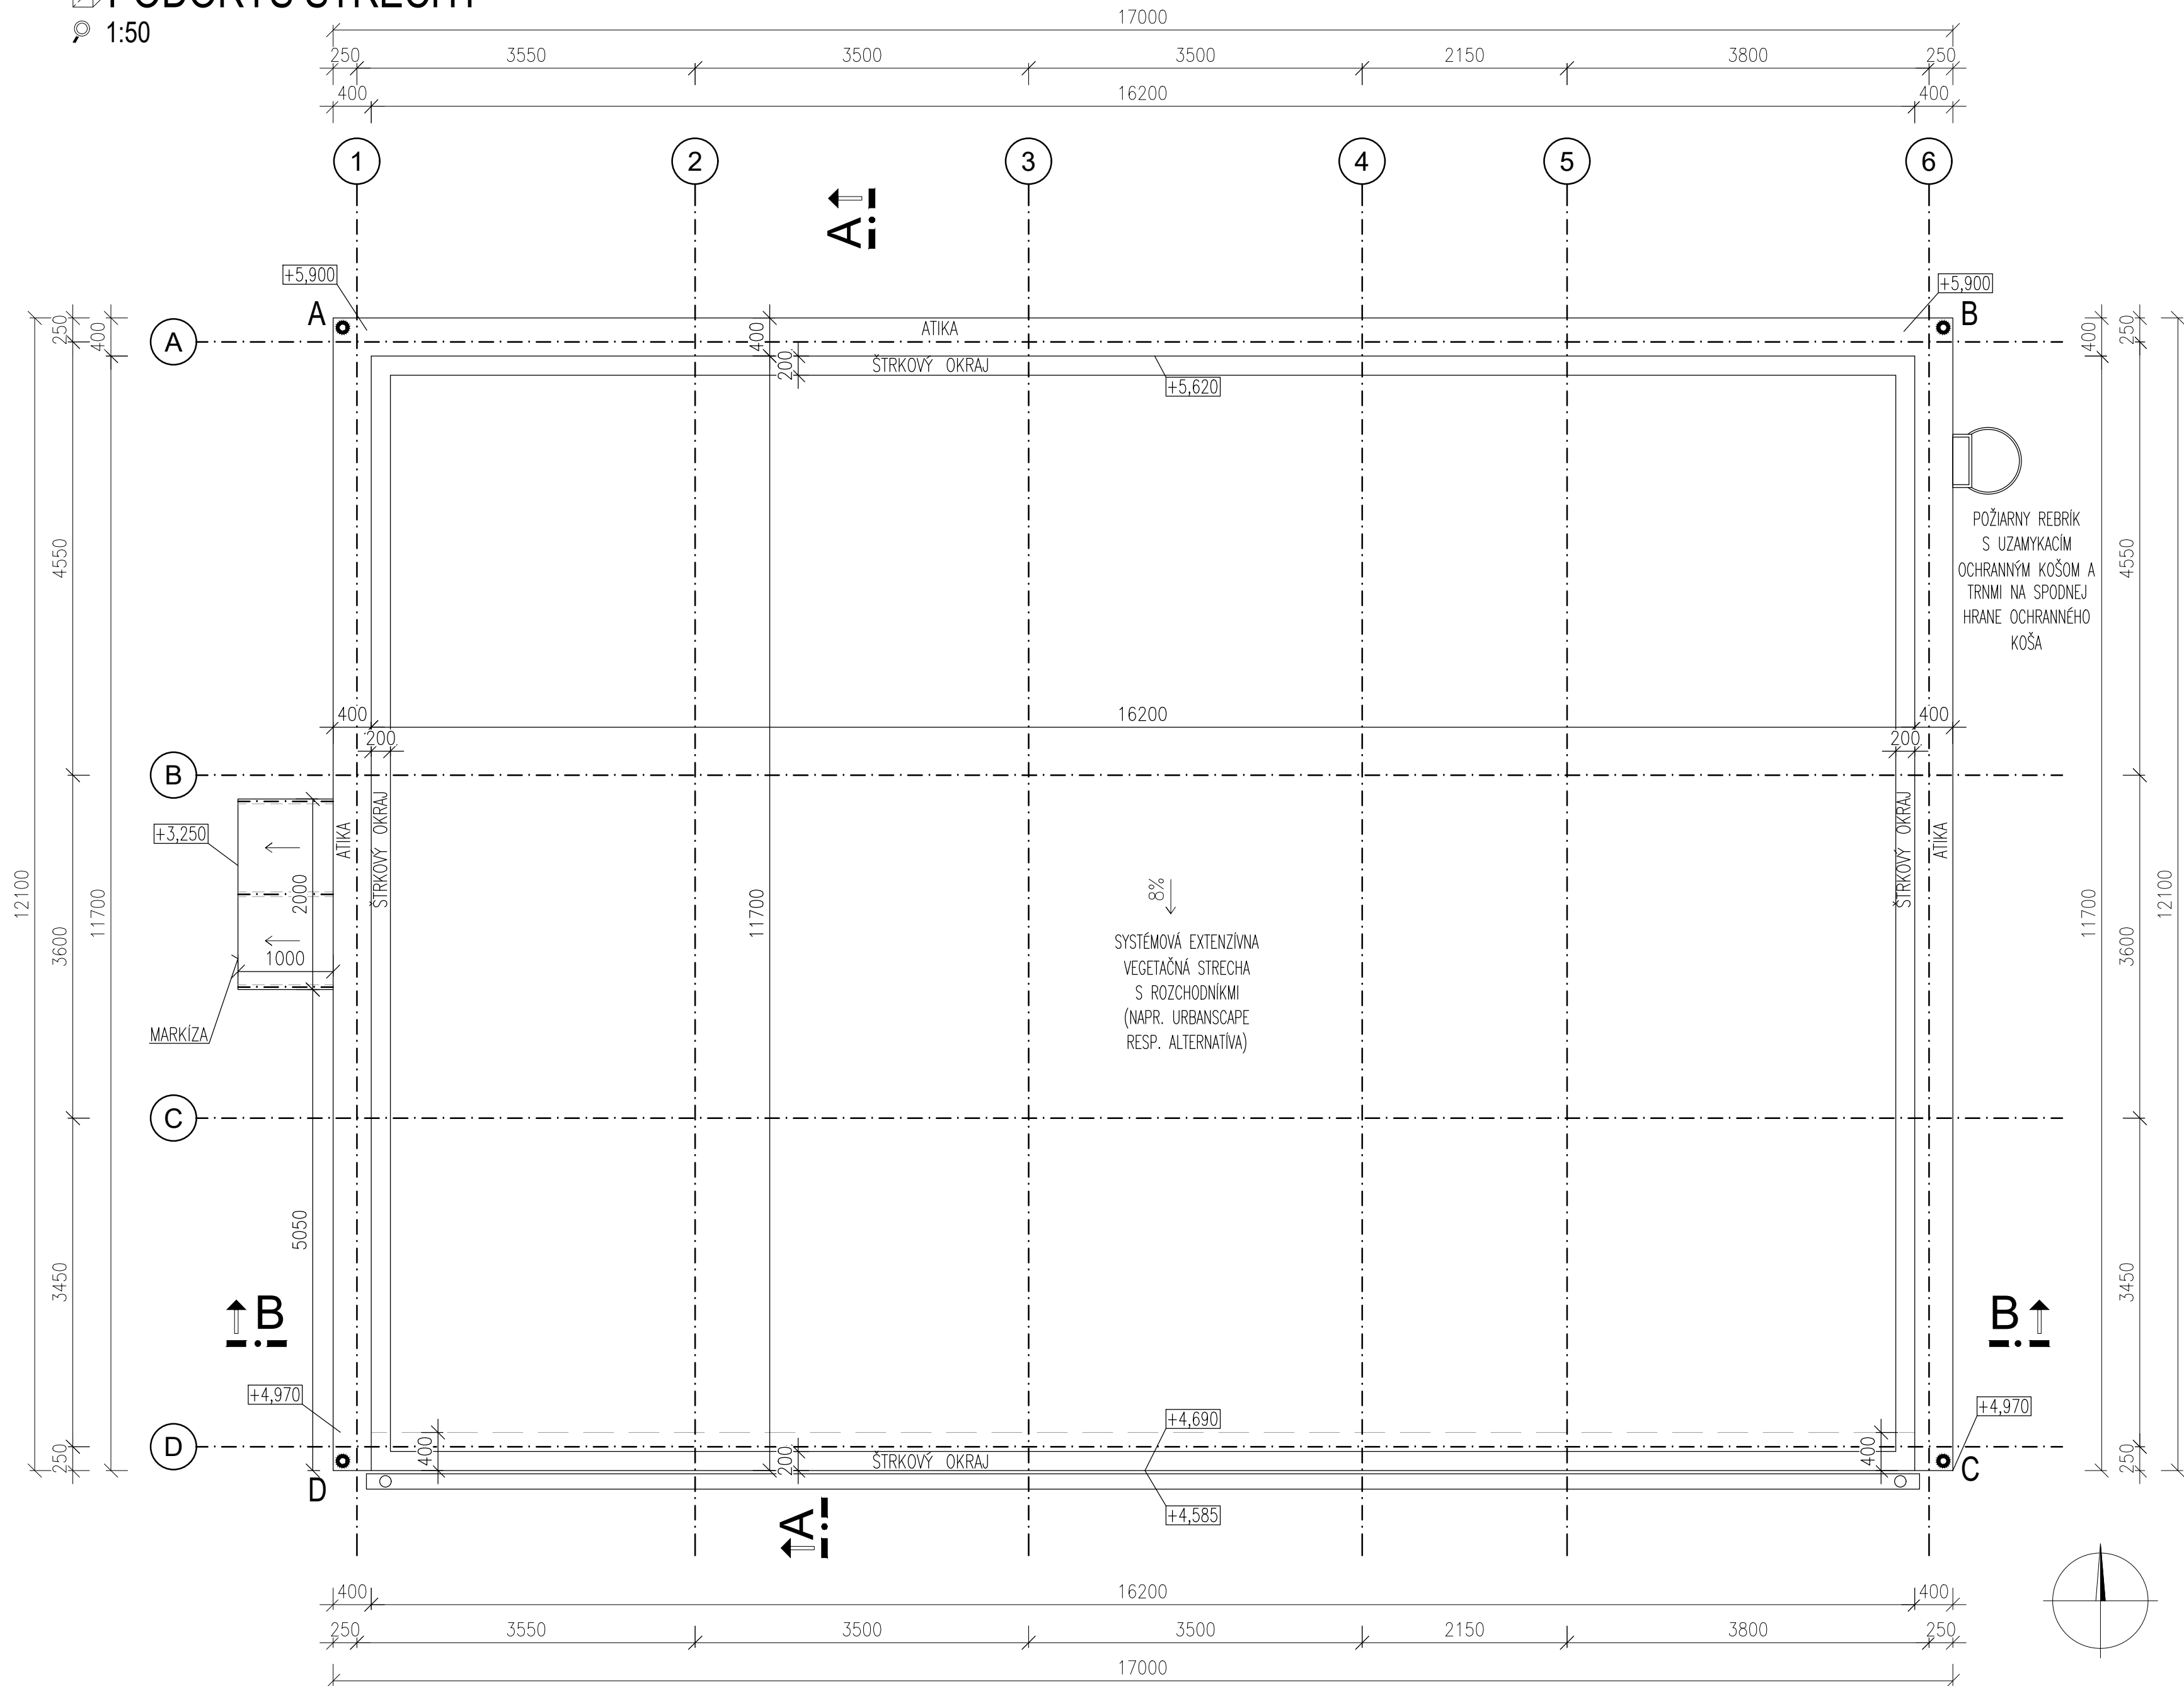 1:50
17000
250 3550 3500 3500 2150 3800 250
400 16200 400
1 2 3 4 5 6
A
+5,900 +5,900
A B
A
250 400 400 250
ATIKA
400
200
ŠTRKOVÝ OKRAJ
+5,620
POŽIARNY REBRÍK
S UZAMYKACÍM
OCHRANNÝM KOŠOM A
TRNMI NA SPODNEJ
HRANE OCHRANNÉHO
KOŠA
4550 4550
400 16200 400
200 200
B
+3,250
ATIKA
ŠTRKOVÝ OKRAJ
ŠTRKOVÝ OKRAJ
ATIKA
2000
1000
MARKÍZA
12100 3600 11700
11700
11700 3600 12100
8%
SYSTÉMOVÁ EXTENZÍVNA
VEGETAČNÁ STRECHA
S ROZCHODNÍKMI
(NAPR. URBANSCAPE
RESP. ALTERNATÍVA)
C
5050
3450 3450
B B
+4,970 +4,970
+4,690
D
250 400 200 400 250
ŠTRKOVÝ OKRAJ
D C
+4,585
A
400 16200 400
250 3550 3500 3500 2150 3800 250
17000